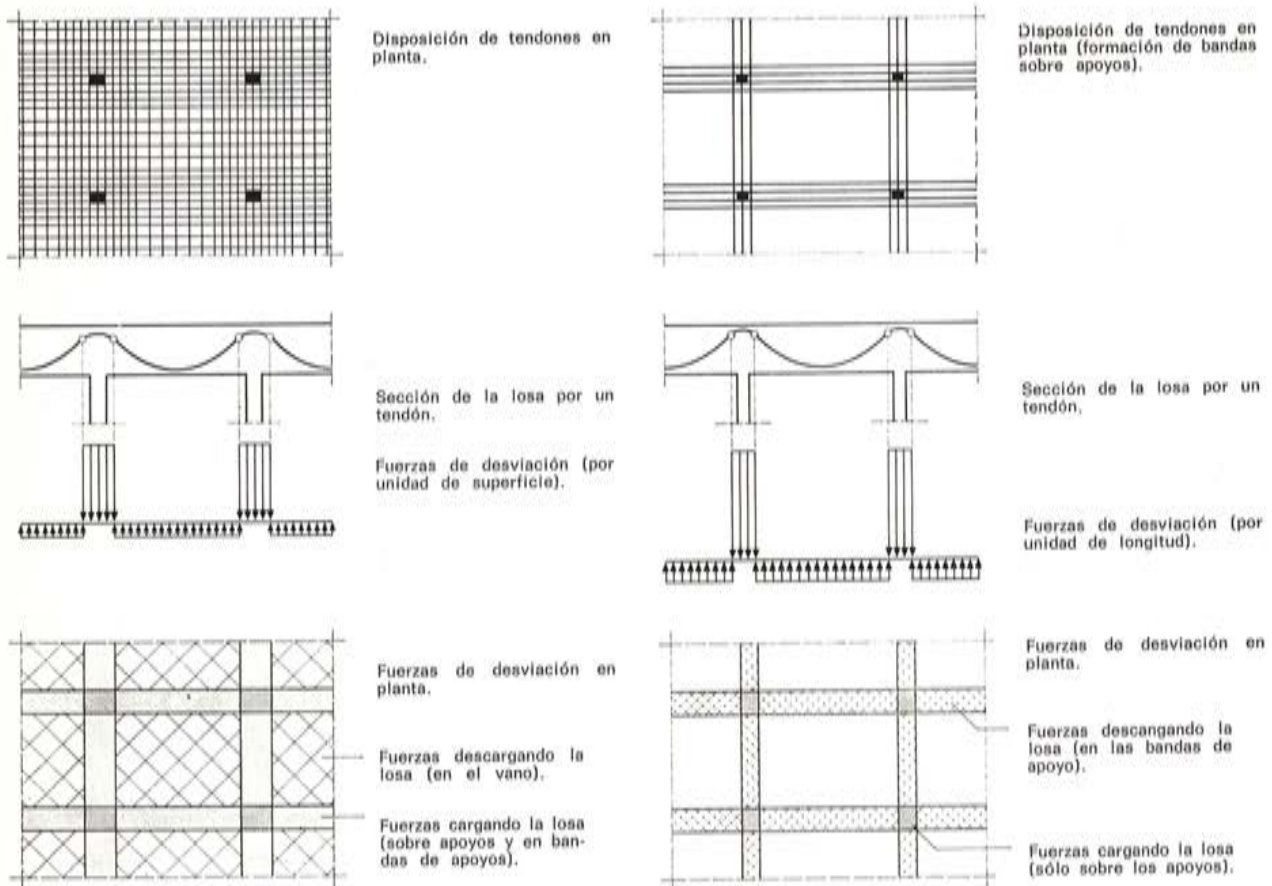 Disposición de tendones en
planta.
Disposición de tendones en
planta (formación de bandas
sobre apoyos).
Sección de la losa por un
tendón.
Fuerzas de desviación (por
unidad de superficie).
Sección de la losa por un
tendón.
Fuerzas de desviación (por
unidad de longitud).
Fuerzas de desviación en
planta.
Fuerzas descargando la
losa (en el vano).
Fuerzas cargando la losa
(sobre apoyos y en ban-
das de apoyos).
Fuerzas de desviación en
planta.
Fuerzas descangando la
losa (en las bandas de
apoyo).
Fuerzas cargando la losa
(sólo sobre los apoyos).